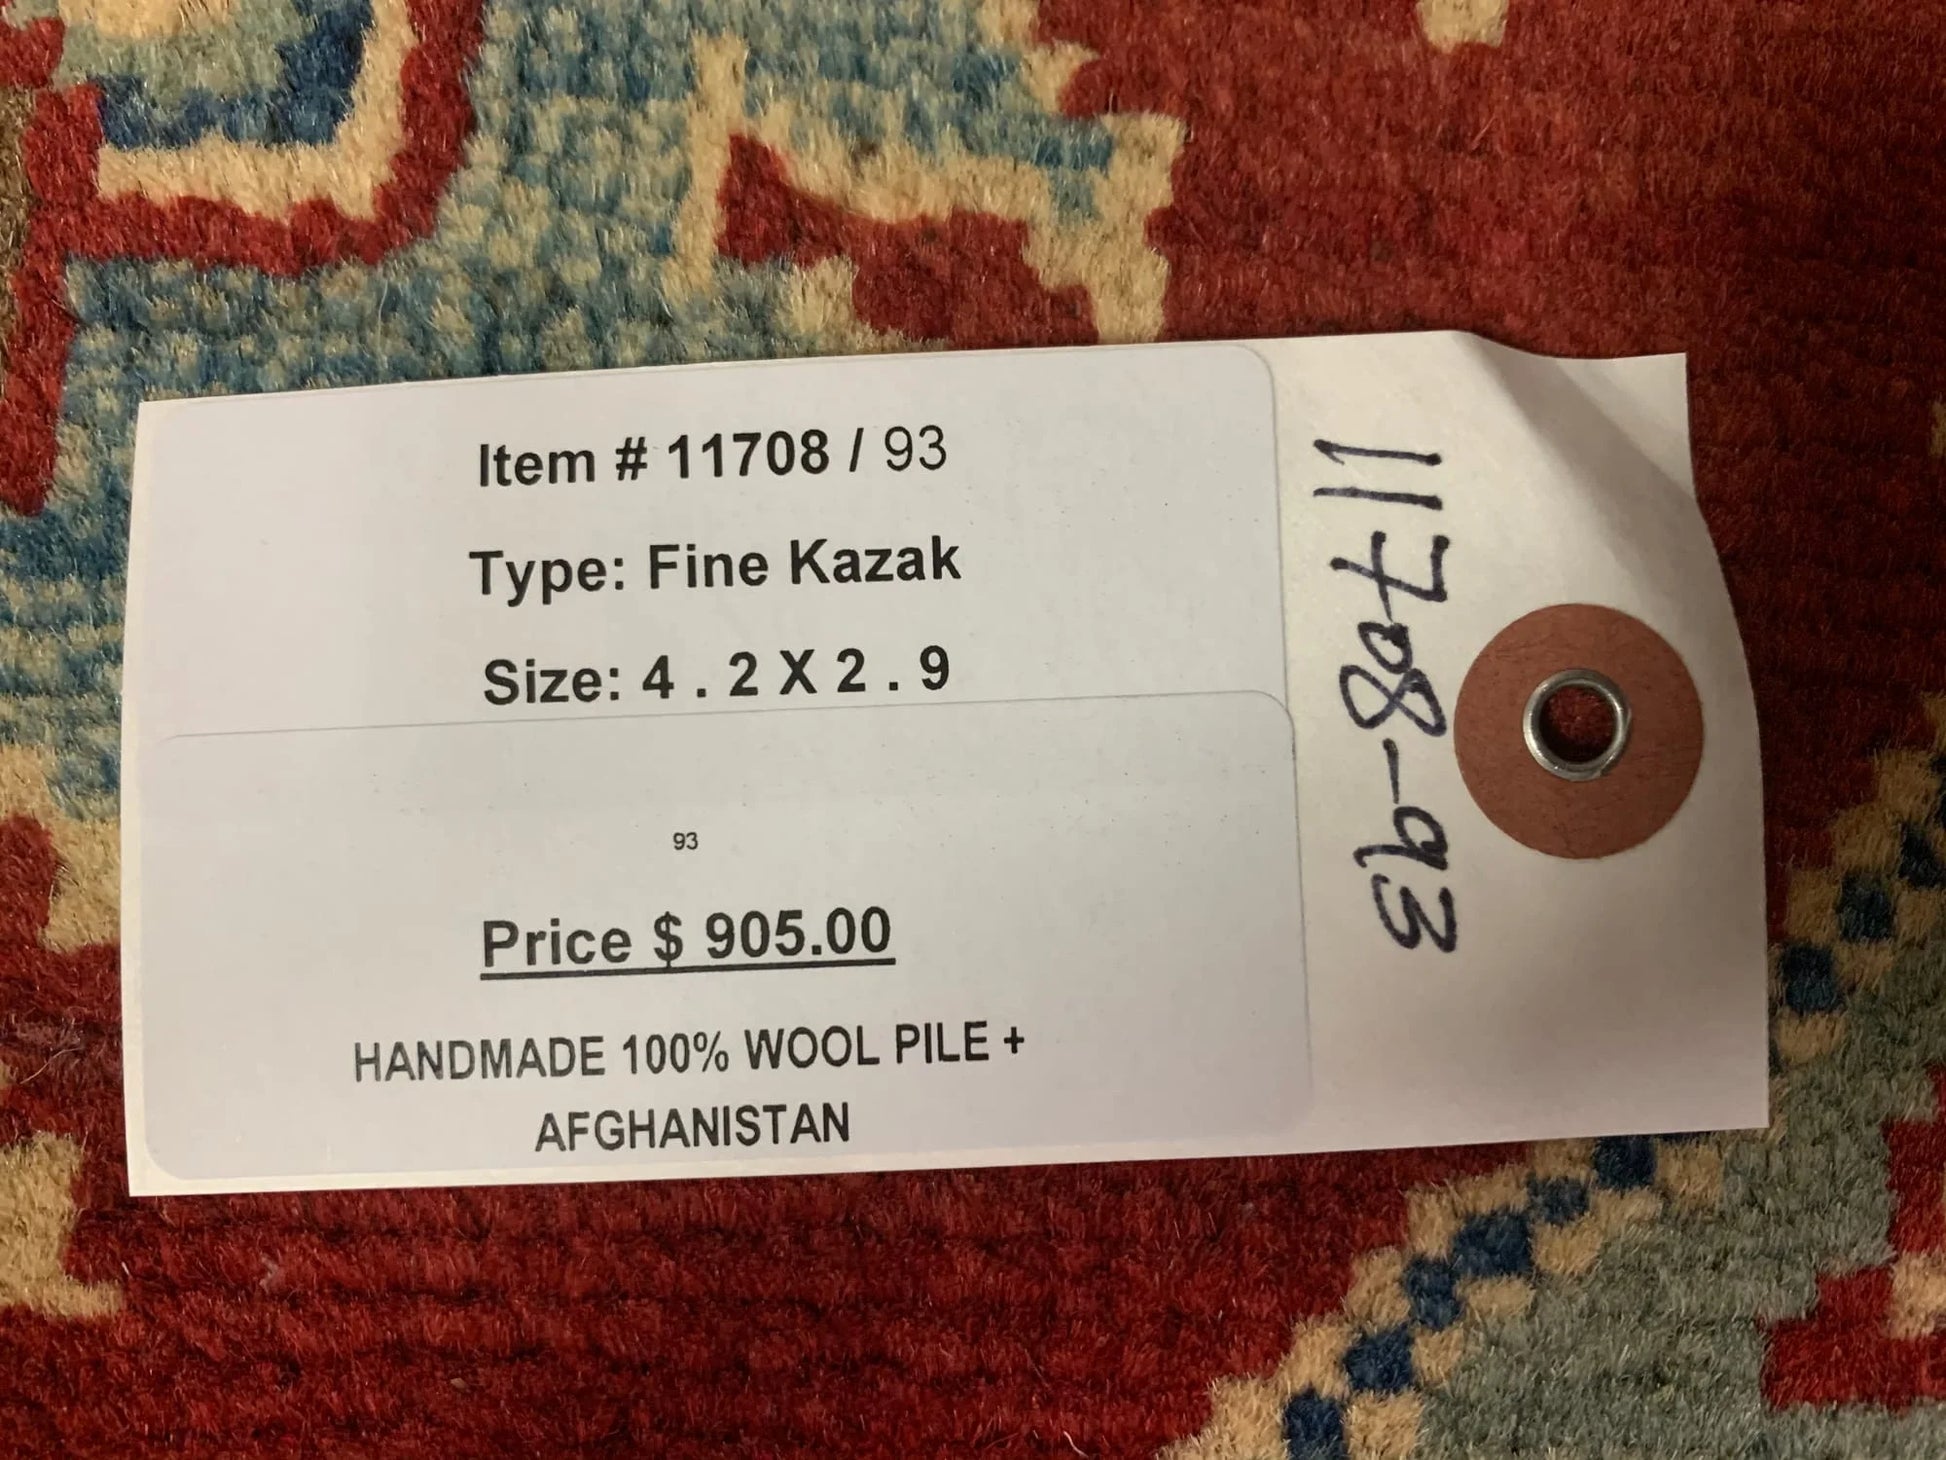 Item # 11708 / 93
Type: Fine Kazak
Size: 4 . 2 X 2 . 9
93
Price $ 905.00
HANDMADE 100% WOOL PILE +
AFGHANISTAN
11708-93